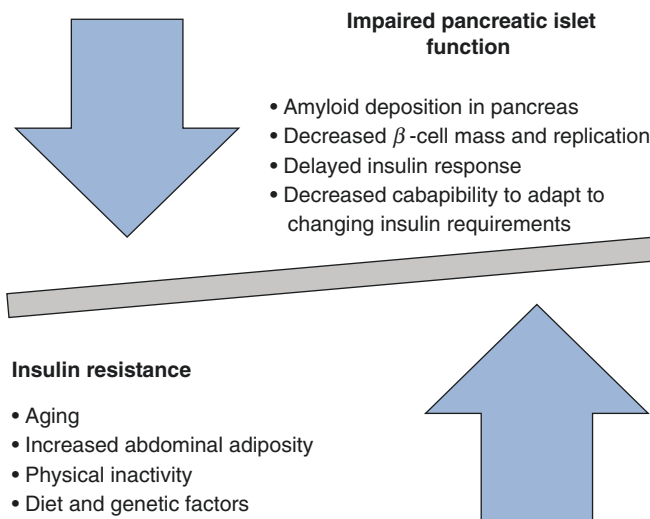 Impaired pancreatic islet
function
• Amyloid deposition in pancreas
• Decreased β-cell mass and replication
• Delayed insulin response
• Decreased cabapibility to adapt to
changing insulin requirements
Insulin resistance
• Aging
• Increased abdominal adiposity
• Physical inactivity
• Diet and genetic factors